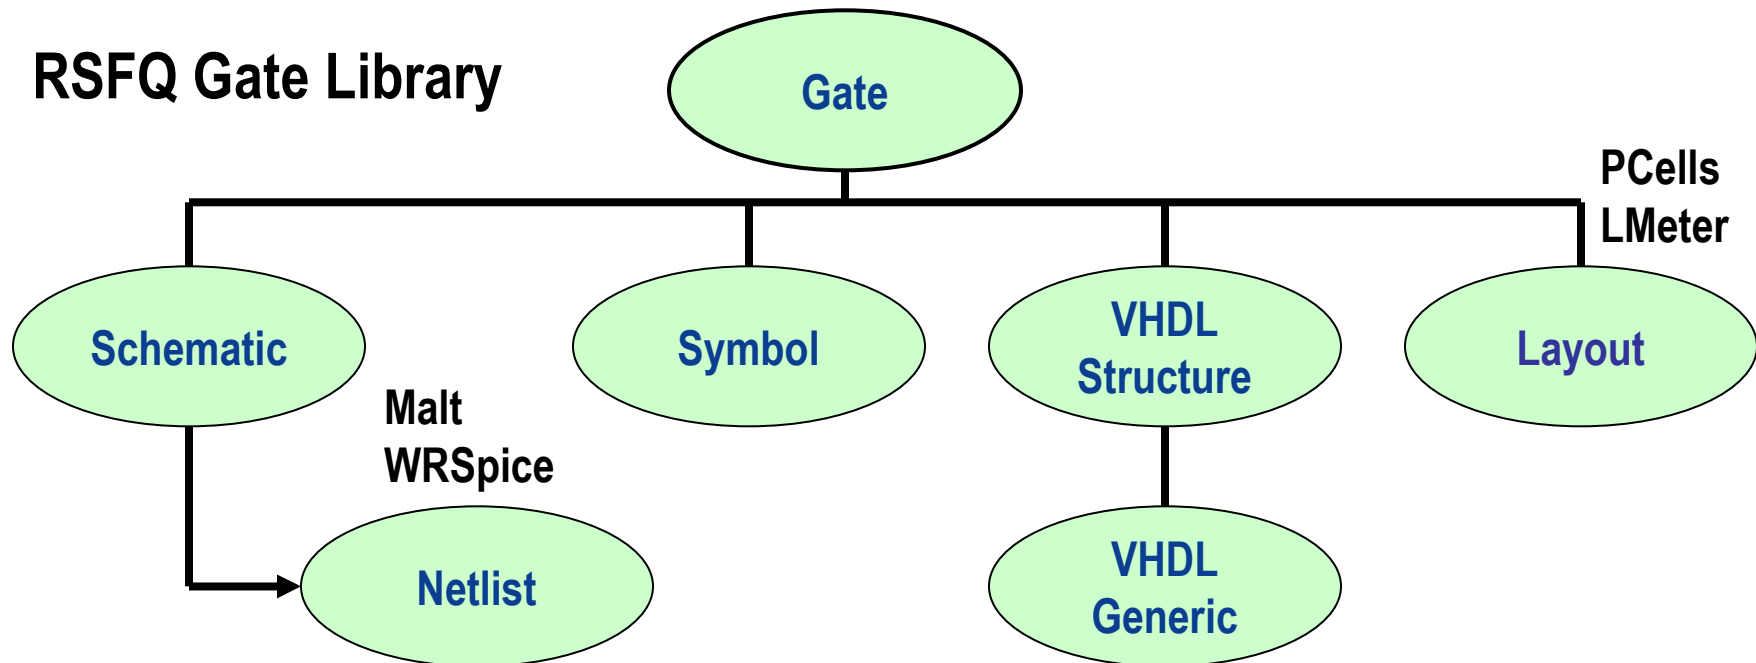 RSFQ Gate Library
Gate
PCells
LMeter
Schematic
Symbol
VHDL
Structure
Layout
Malt
WRSpice
Netlist
VHDL
Generic